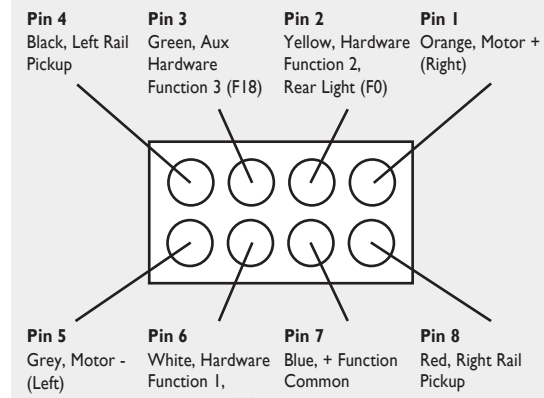 Pin 4
Black, Left Rail
Pickup
Pin 3
Green, Aux
Hardware
Function 3 (F18)
Pin 2
Yellow, Hardware
Function 2,
Rear Light (F0)
Pin 1
Orange, Motor +
(Right)
Pin 5
Grey, Motor -
(Left)
Pin 6
White, Hardware
Function 1,
Pin 7
Blue, + Function
Common
Pin 8
Red, Right Rail
Pickup